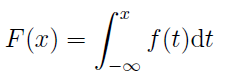 F(x) = ∫_{-∞}^{x} f(t)dt